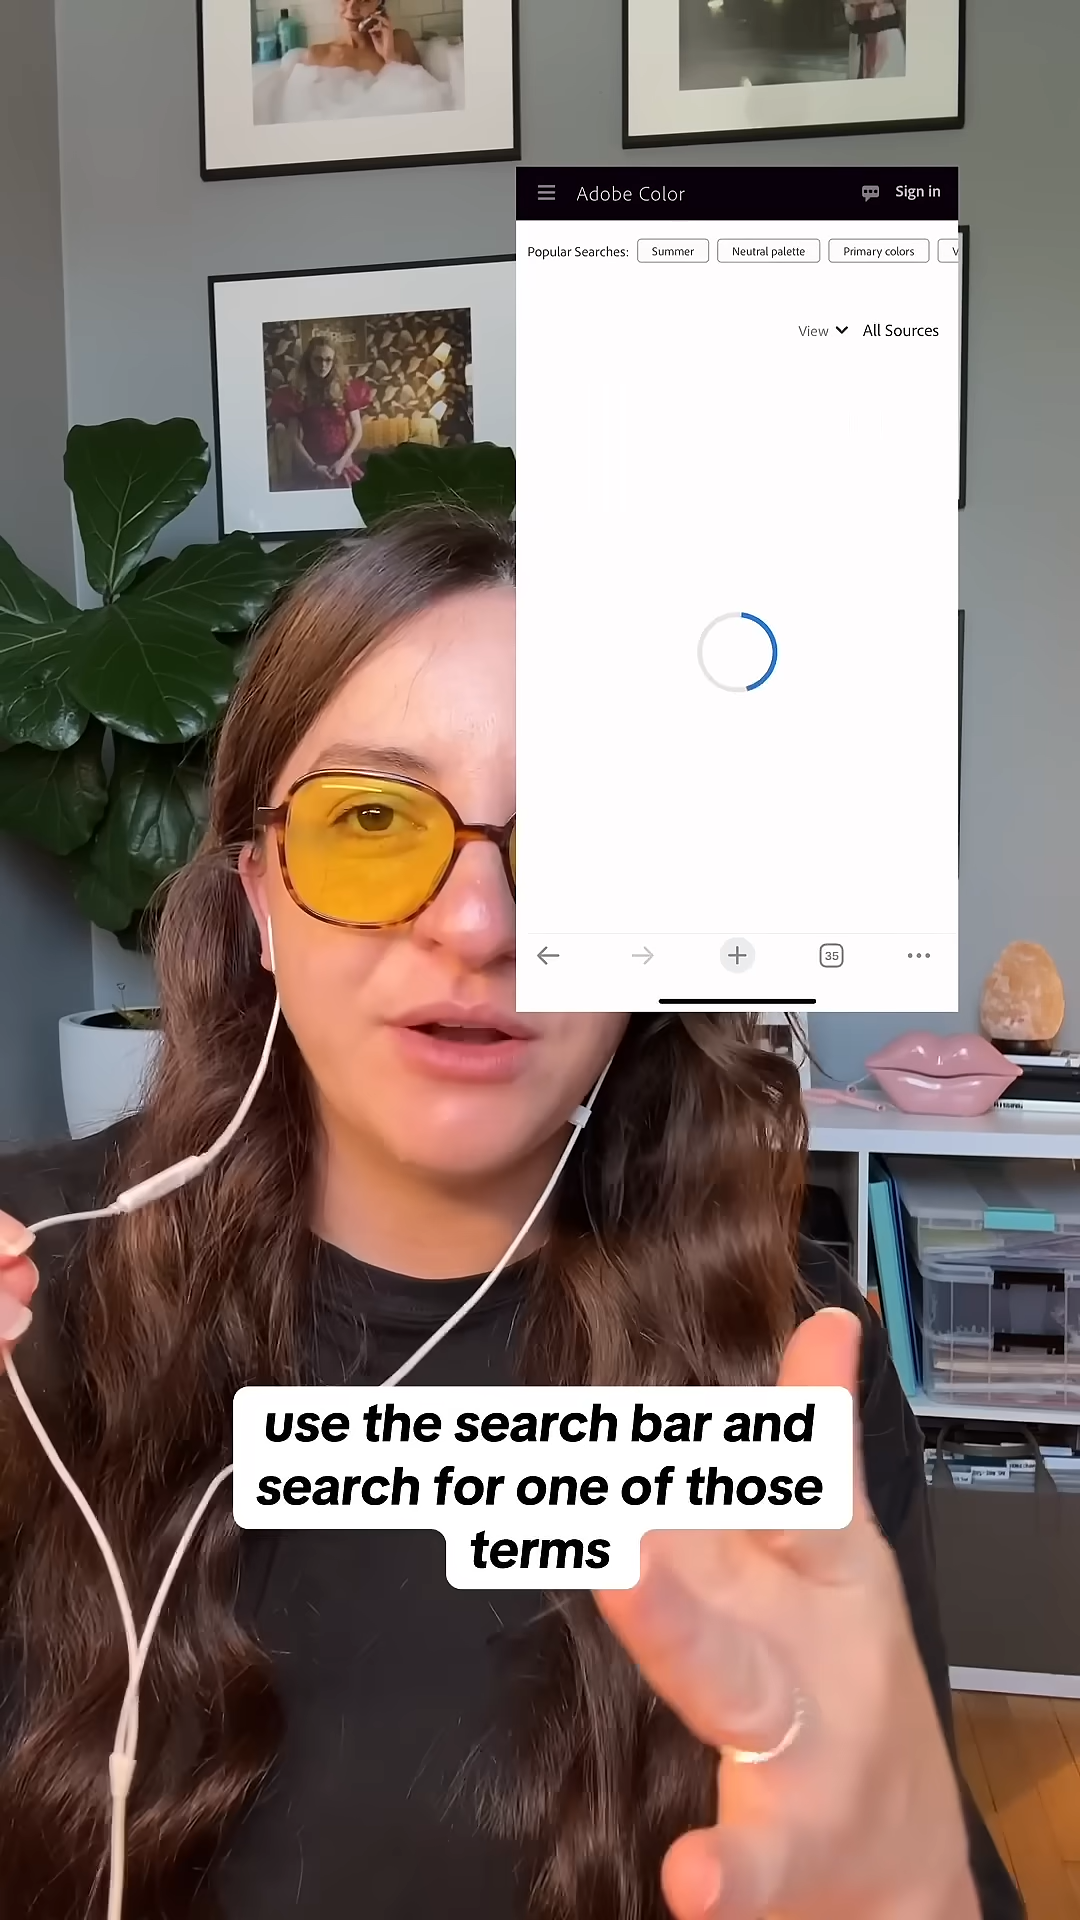 Adobe Color
Sign in
Popular Searches:
Summer
Neutral palette
Primary colors
V
View
All Sources
35
use the search bar and
search for one of those
terms